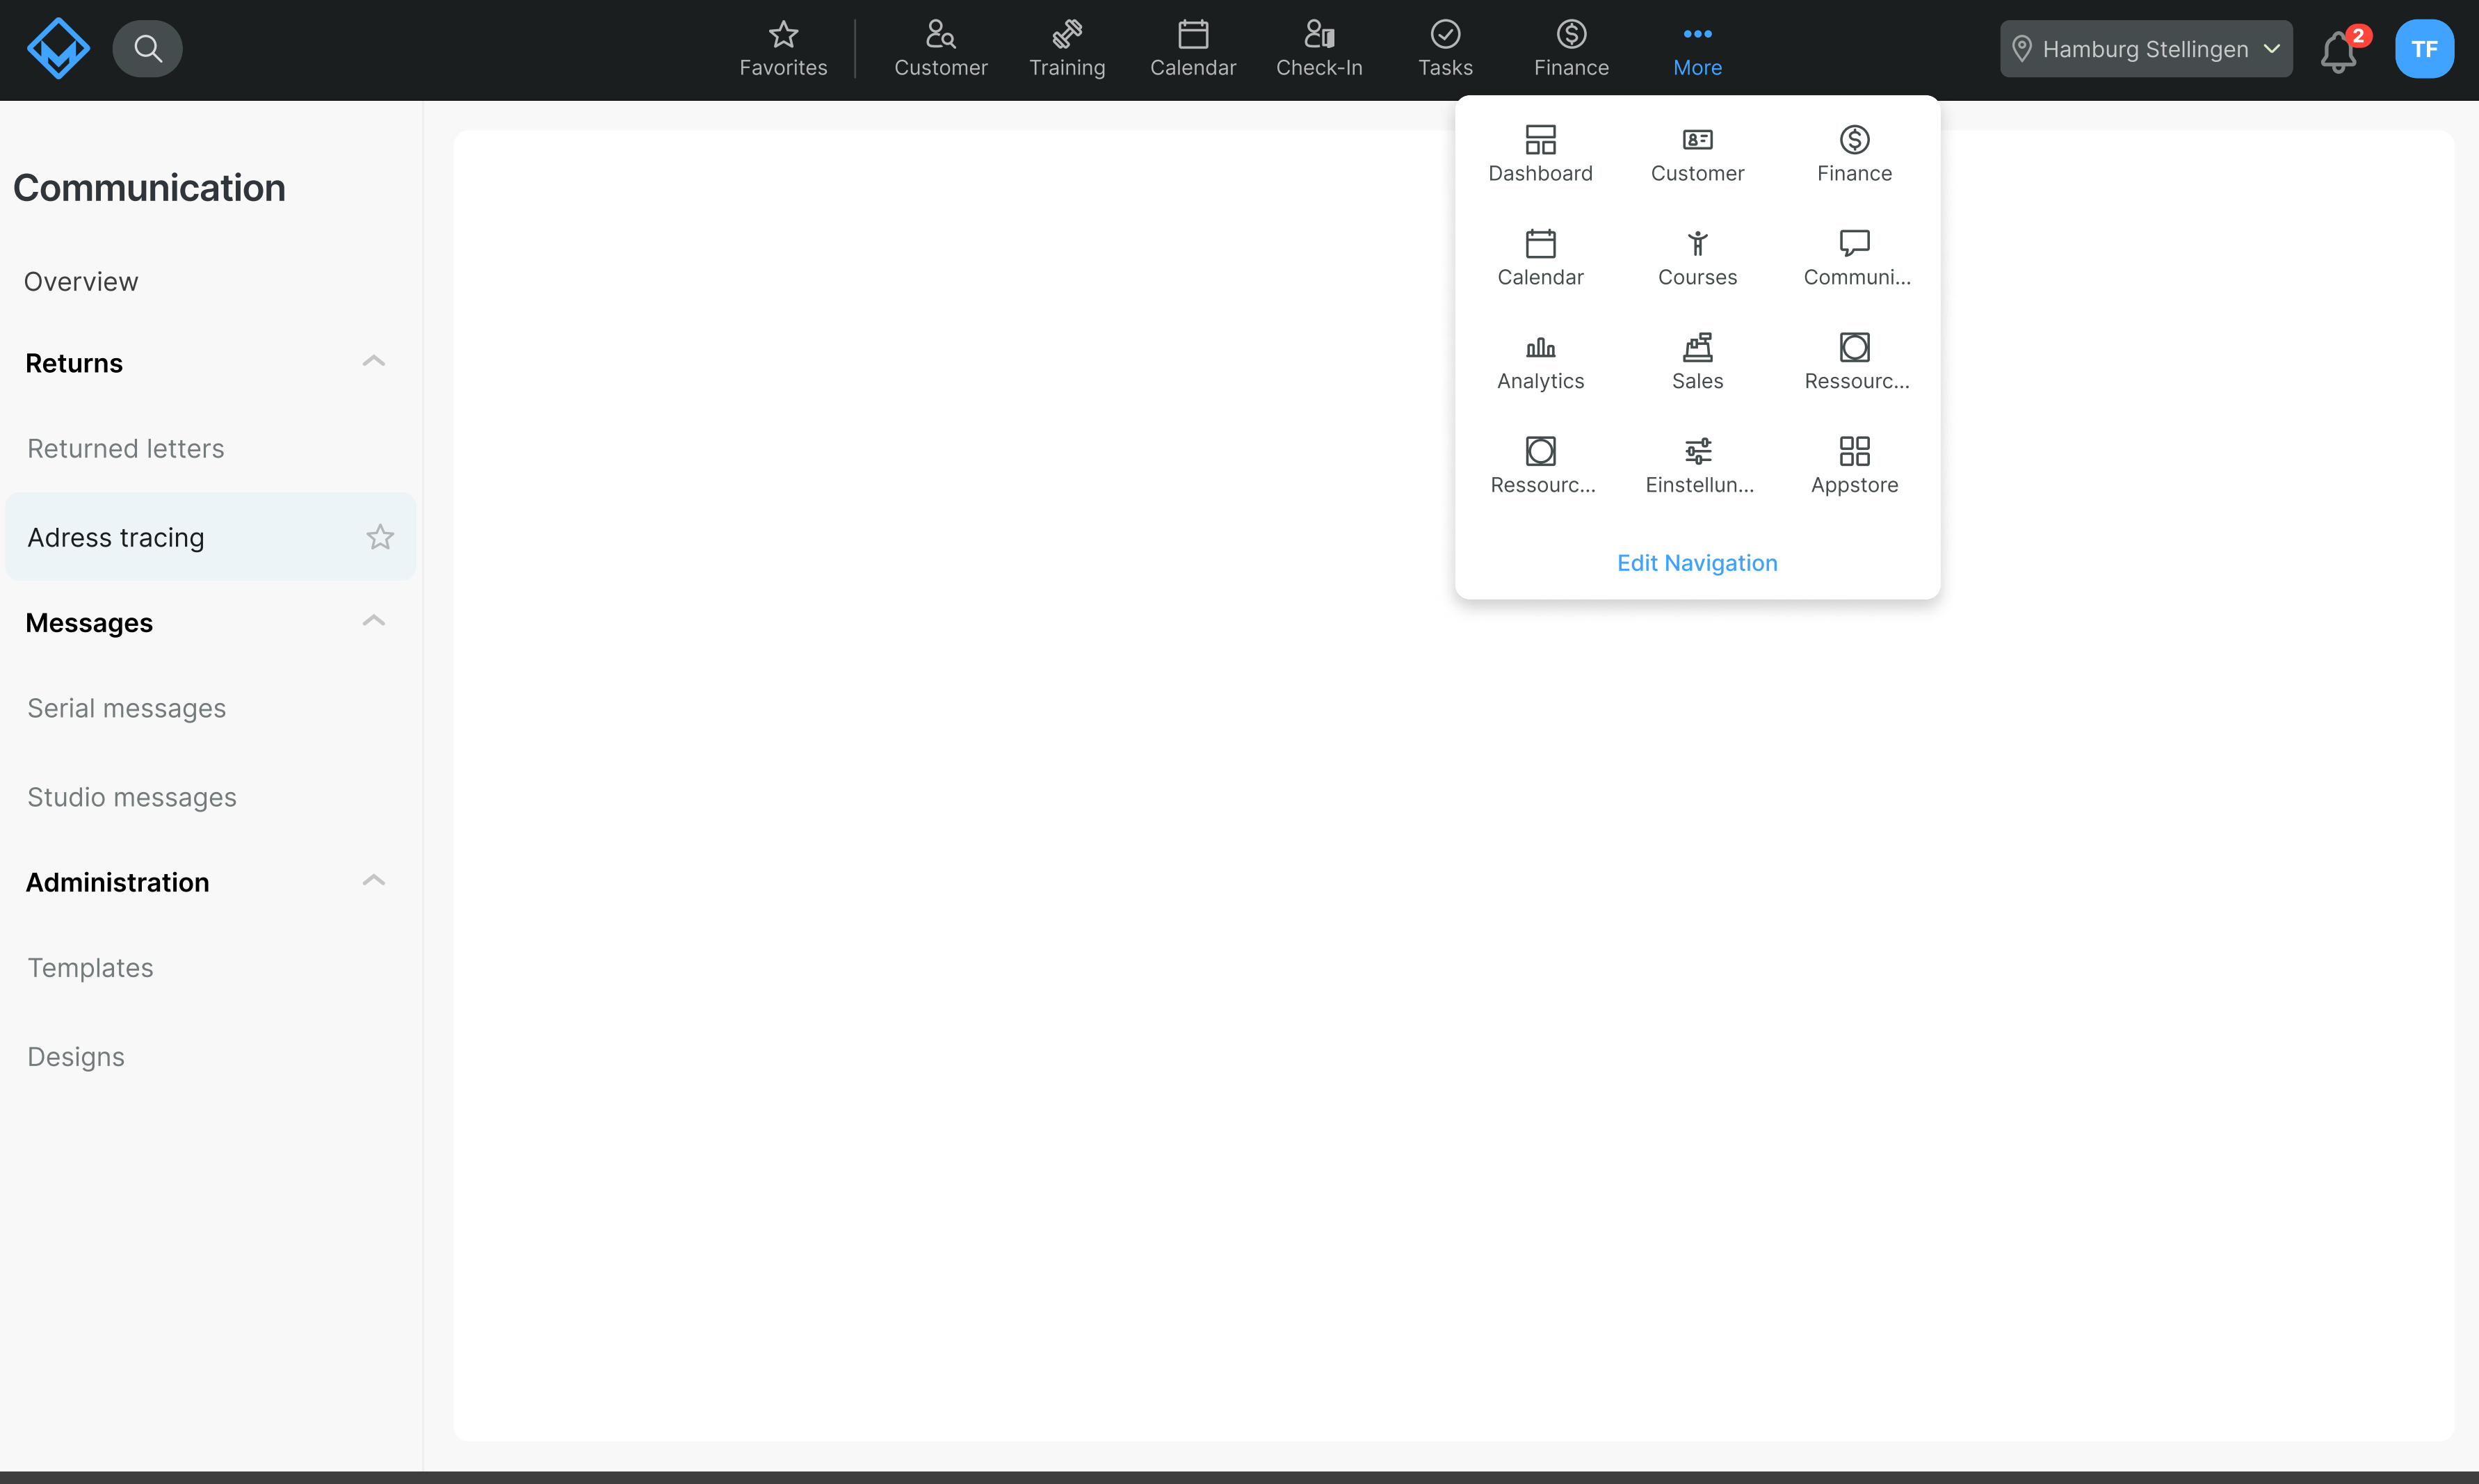 Favorites
Customer
Training
Calendar
Check-In
Tasks
Finance
More
Hamburg Stellingen
2
TF
Communication
Overview
Returns
Returned letters
Adress tracing
Messages
Serial messages
Studio messages
Administration
Templates
Designs
Dashboard
Customer
Finance
Calendar
Courses
Communi...
Analytics
Sales
Ressourc...
Ressourc...
Einstellun...
Appstore
Edit Navigation